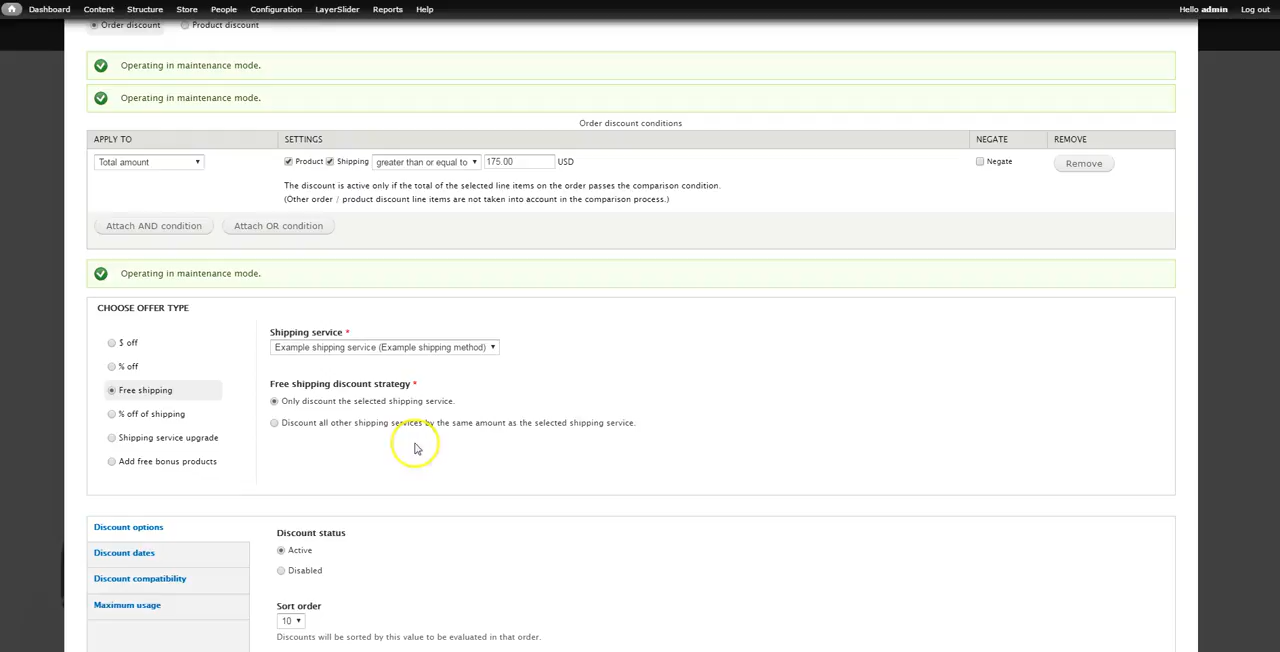 Dashboard Content Structure Store People Configuration LayerSlider Reports Help Hello admin Log out
Order discount Product discount
Operating in maintenance mode.
Operating in maintenance mode.
Order discount conditions
APPLY TO SETTINGS NEGATE REMOVE
Total amount Product Shipping greater than or equal to 175.00 USD Negate Remove
The discount is active only if the total of the selected line items on the order passes the comparison condition.
(Other order / product discount line items are not taken into account in the comparison process.)
Attach AND condition Attach OR condition
Operating in maintenance mode.
CHOOSE OFFER TYPE
$ off
% off
Free shipping
% off of shipping
Shipping service upgrade
Add free bonus products
Shipping service *
Example shipping service (Example shipping method)
Free shipping discount strategy *
Only discount the selected shipping service.
Discount all other shipping services by the same amount as the selected shipping service.
Discount options
Discount dates
Discount compatibility
Maximum usage
Discount status
Active
Disabled
Sort order
10
Discounts will be sorted by this value to be evaluated in that order.